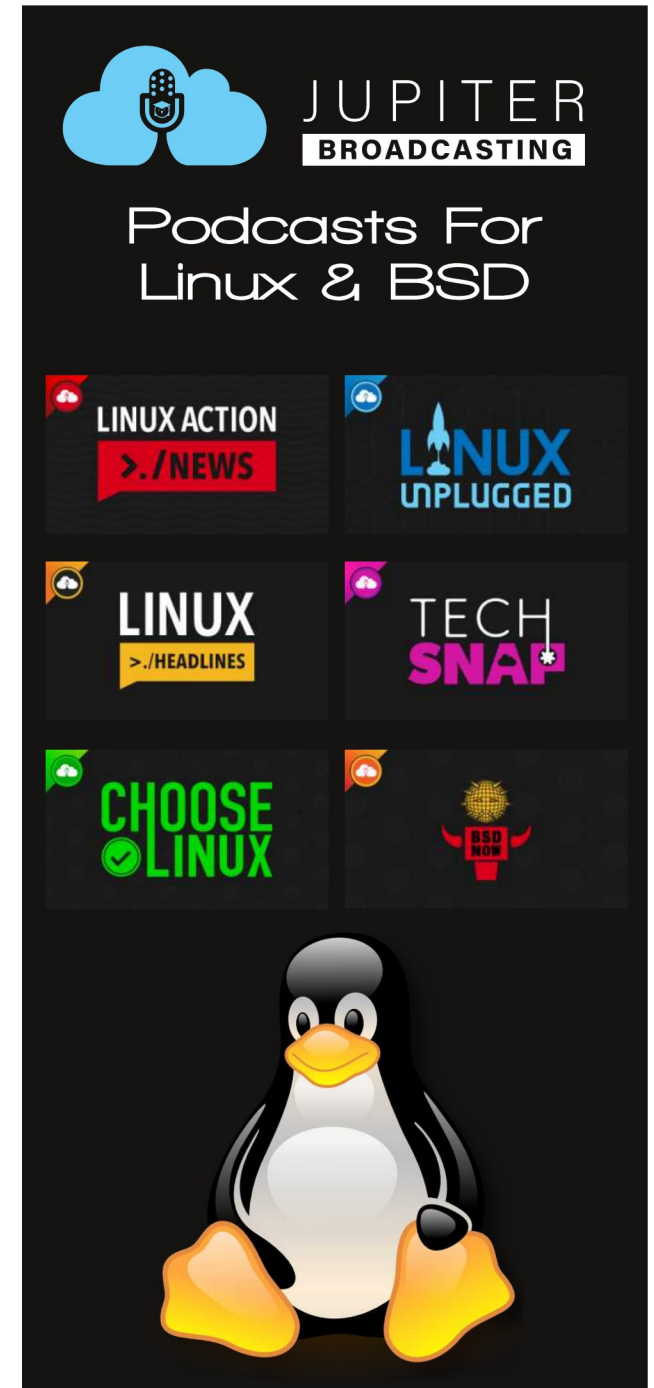 JUPITER
BROADCASTING
Podcasts For
Linux & BSD
LINUX ACTION
>./NEWS
LINUX
UNPLUGGED
LINUX
>./HEADLINES
TECH
SNAP
CHOOSE
LINUX
BSD
NOW